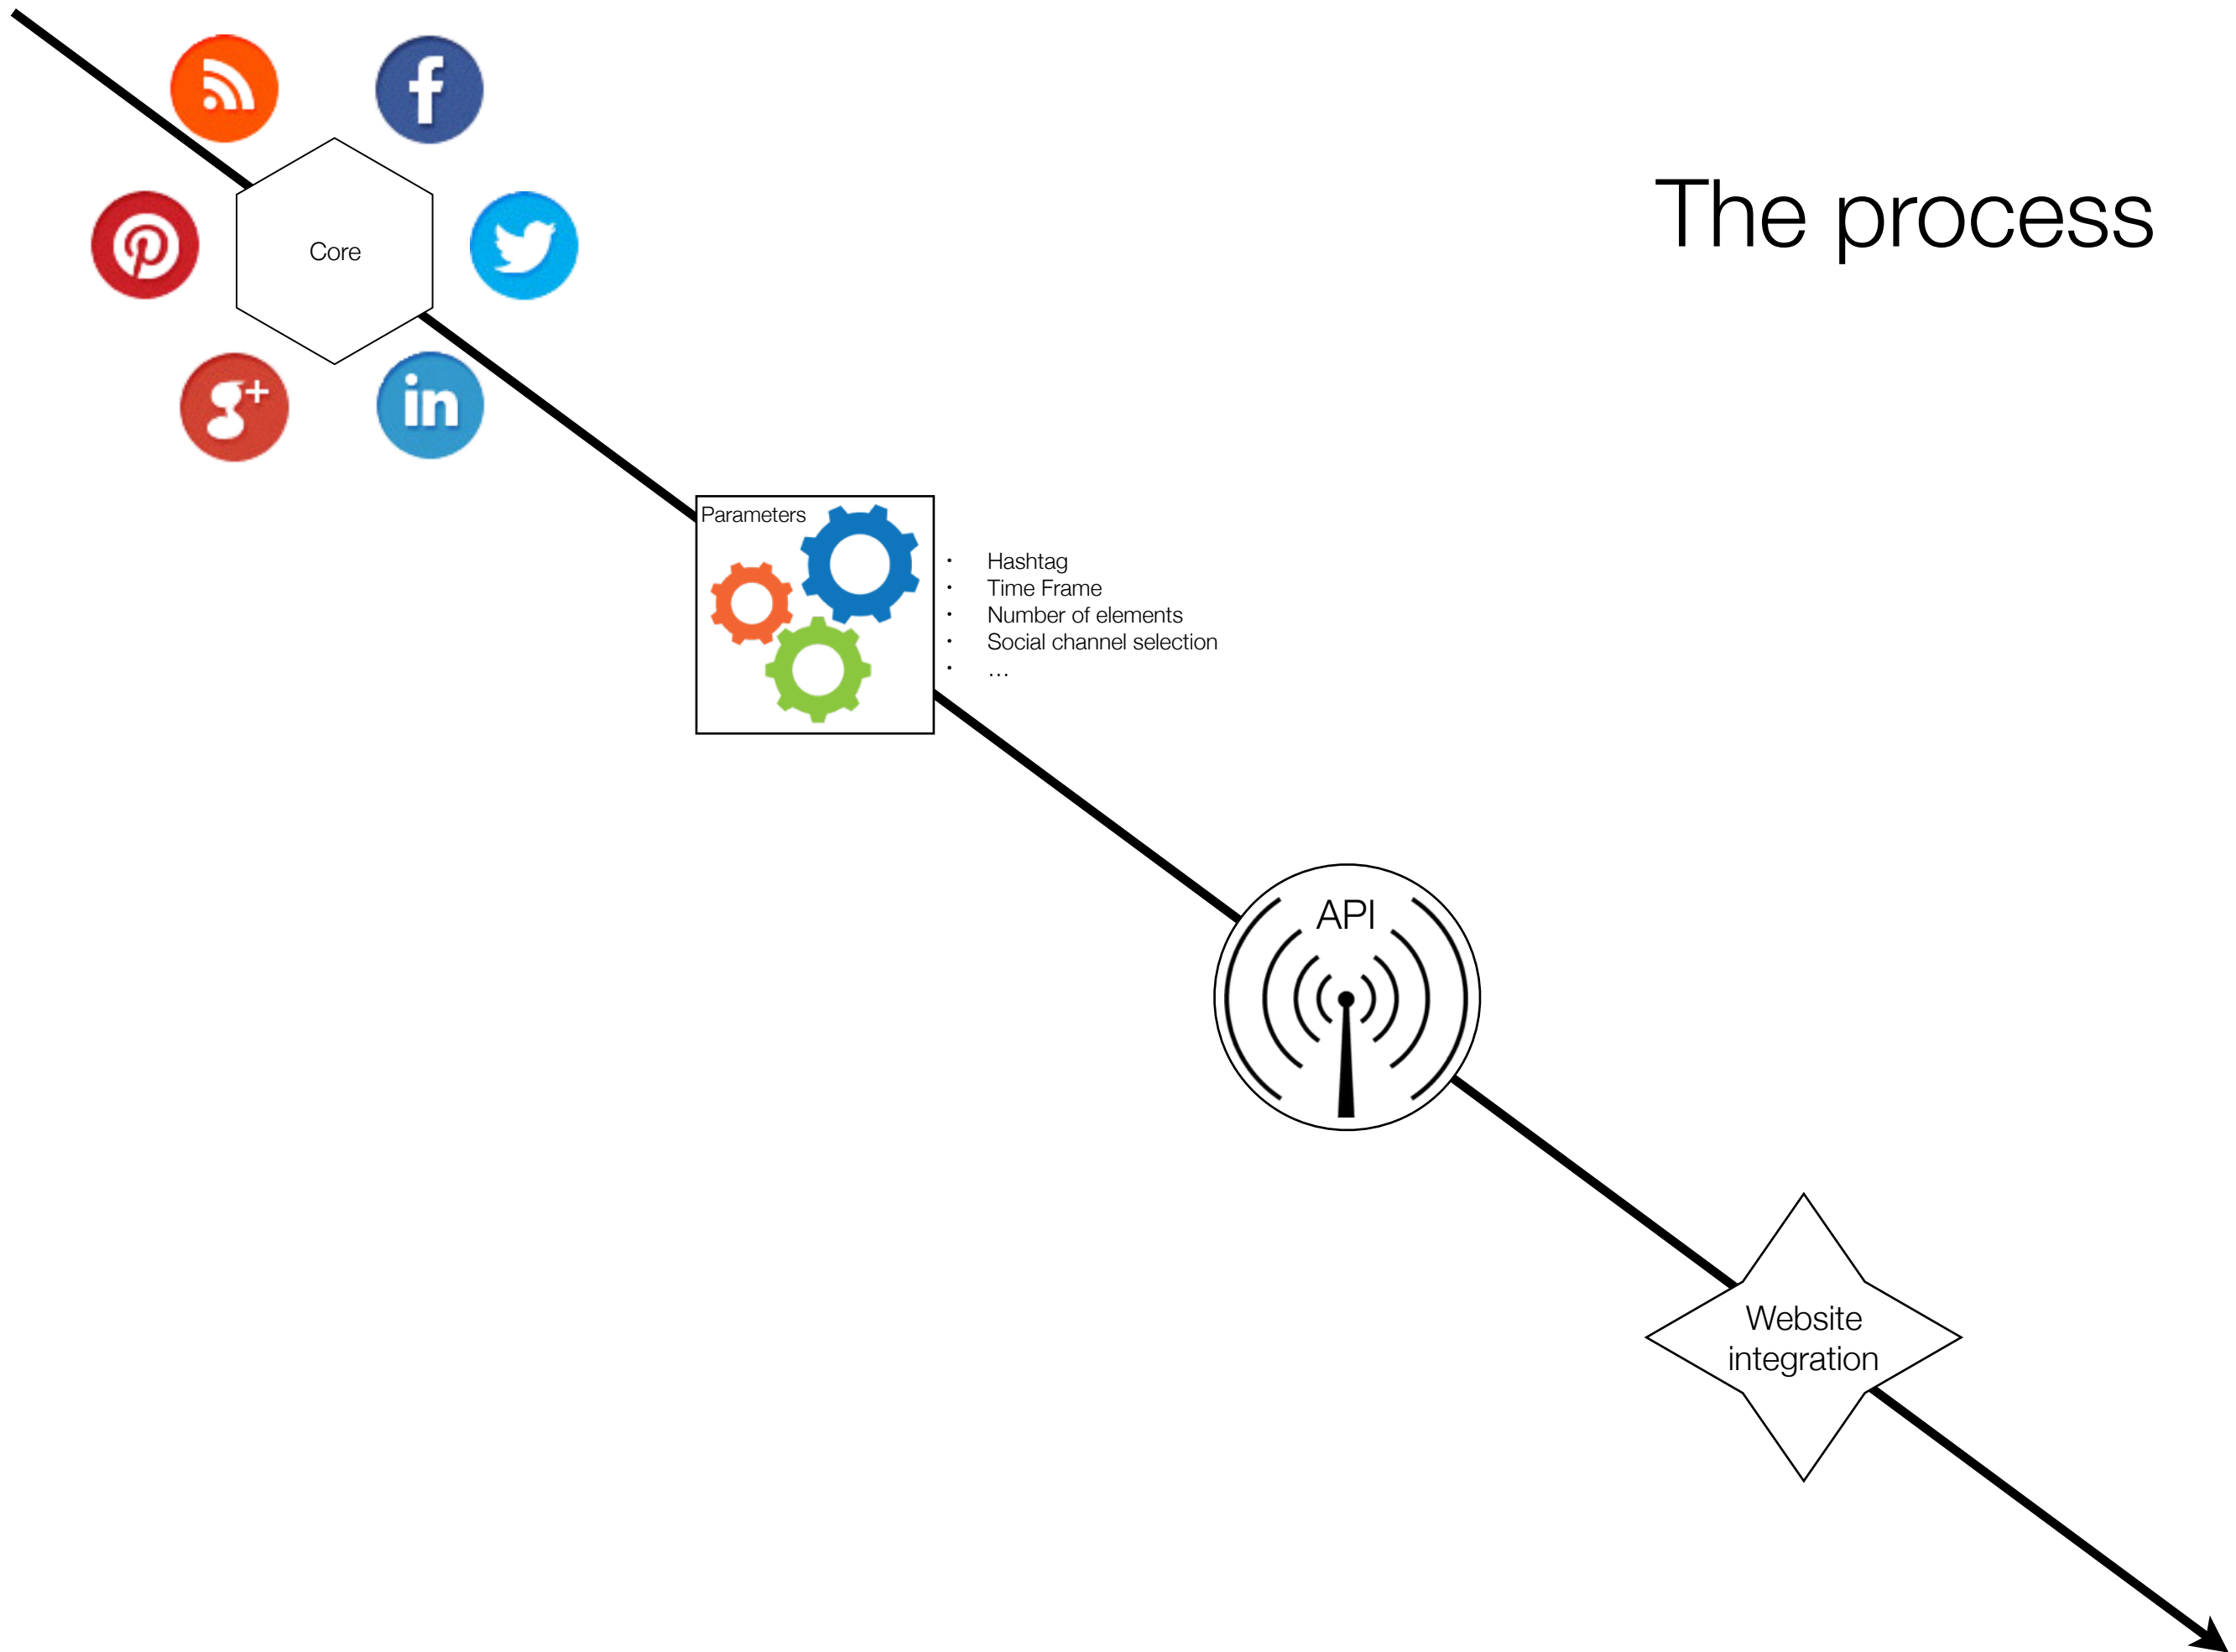 The process
Core
Parameters
• Hashtag
• Time Frame
• Number of elements
• Social channel selection
• …
API
Website
integration